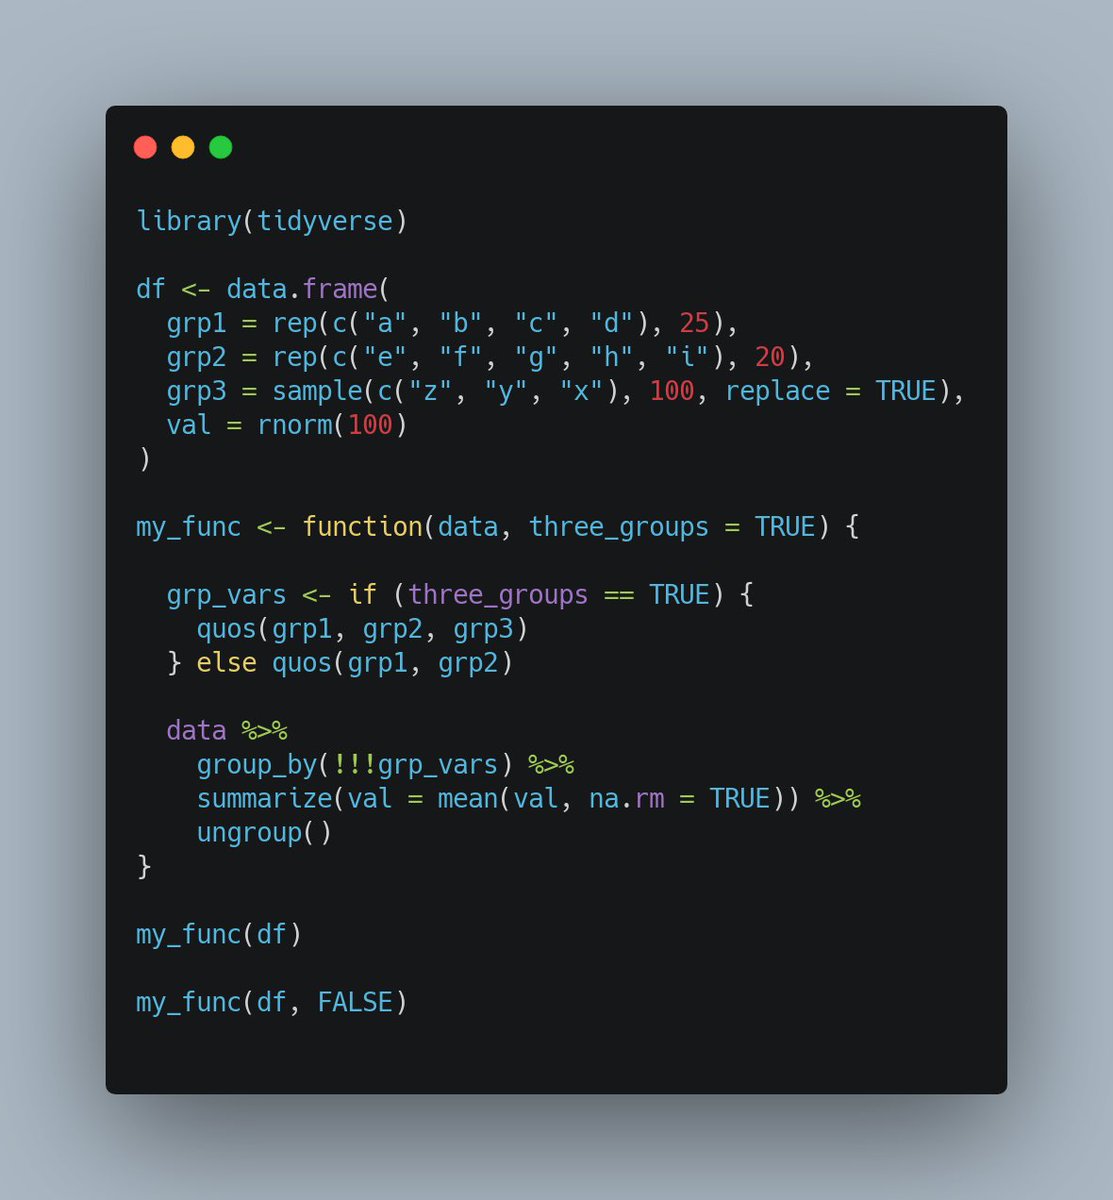 library(tidyverse)
df <- data.frame(
  grp1 = rep(c("a", "b", "c", "d"), 25),
  grp2 = rep(c("e", "f", "g", "h", "i"), 20),
  grp3 = sample(c("z", "y", "x"), 100, replace = TRUE),
  val = rnorm(100)
)
my_func <- function(data, three_groups = TRUE) {
  grp_vars <- if (three_groups == TRUE) {
    quos(grp1, grp2, grp3)
  } else quos(grp1, grp2)
  data %>%
    group_by(!!!grp_vars) %>%
    summarize(val = mean(val, na.rm = TRUE)) %>%
    ungroup()
}
my_func(df)
my_func(df, FALSE)